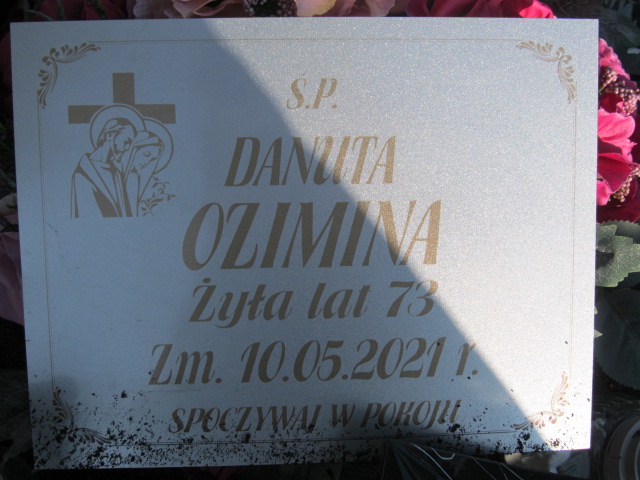 Ś.P.
DANUTA
OZIMINA
Żyła lat 73
Zm. 10.05.2021 r.
SPOCZYWAJ W POKOJU